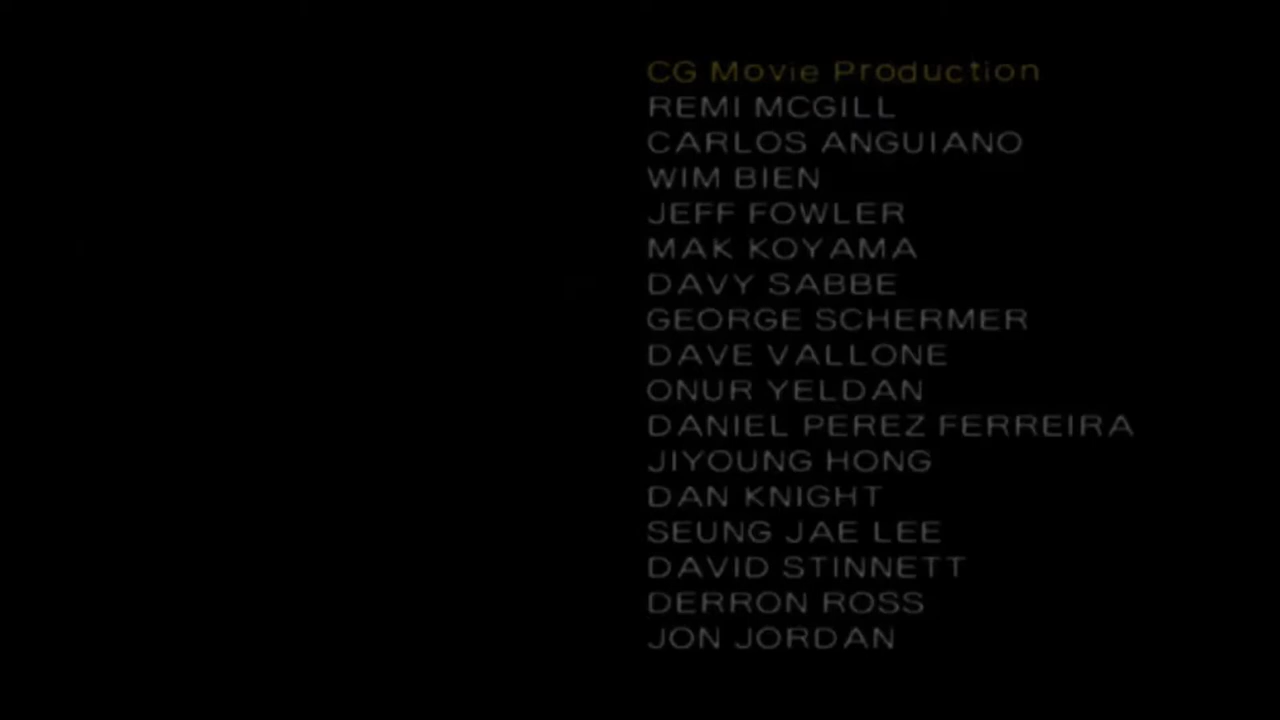 CG Movie Production
REMI MCGILL
CARLOS ANGUIANO
WIM BIEN
JEFF FOWLER
MAK KOYAMA
DAVY SABBE
GEORGE SCHERMER
DAVE VALLONE
ONUR YELDAN
DANIEL PEREZ FERREIRA
JIYOUNG HONG
DAN KNIGHT
SEUNG JAE LEE
DAVID STINNETT
DERRON ROSS
JON JORDAN